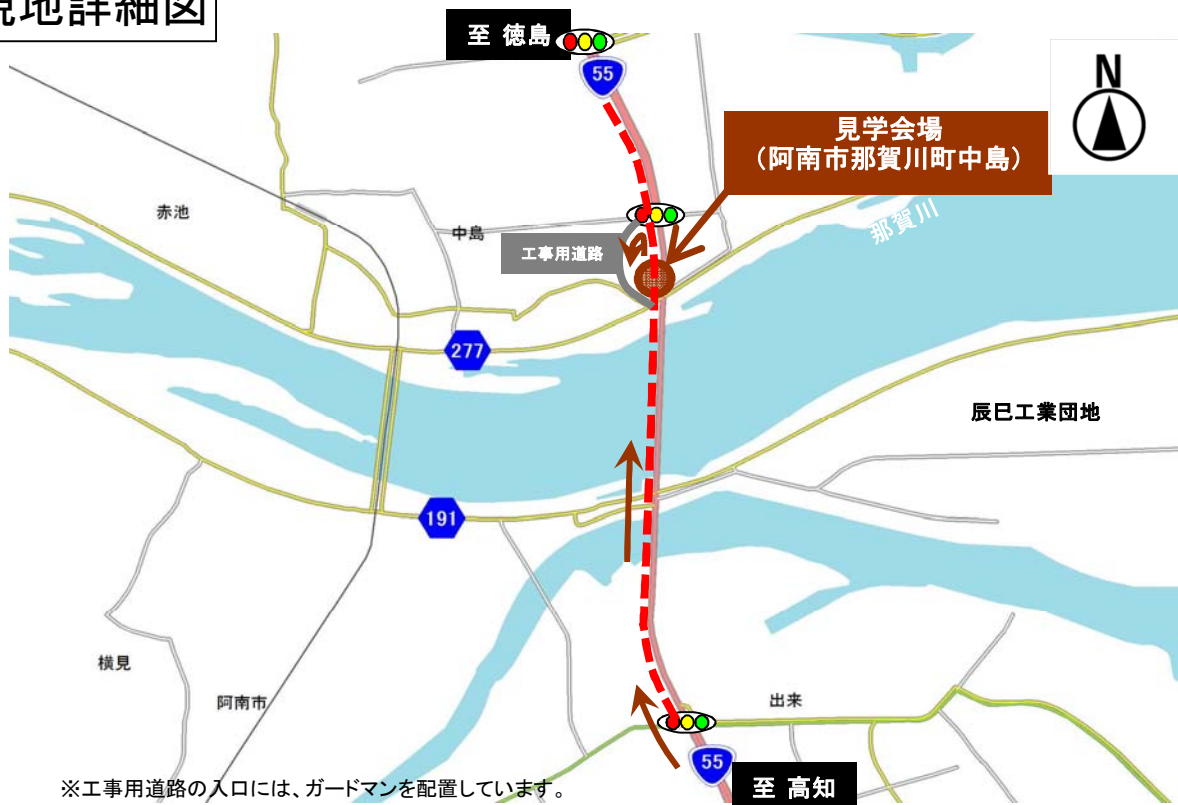 現地詳細図
至 徳島
55
N
見学会場
(阿南市那賀川町中島)
赤池
中島
那賀川
工事用道路
277
辰巳工業団地
191
横見
阿南市
出来
55
至 高知
※工事用道路の入口には、ガードマンを配置しています。